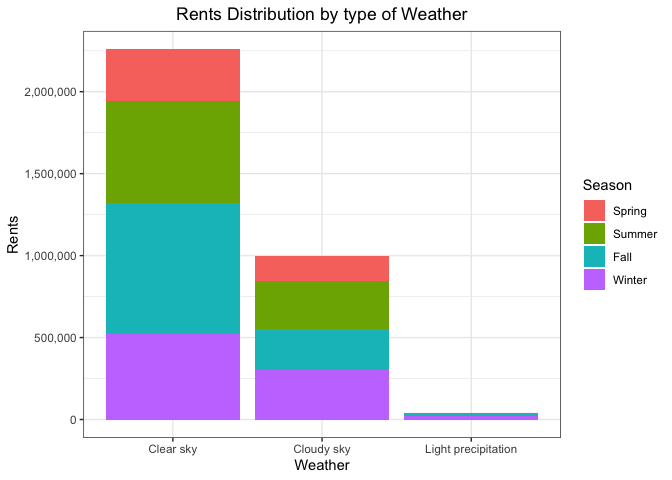 Rents Distribution by type of Weather
Rents
2,000,000
1,500,000
1,000,000
500,000
0
Clear sky
Cloudy sky
Light precipitation
Weather
Season
Spring
Summer
Fall
Winter